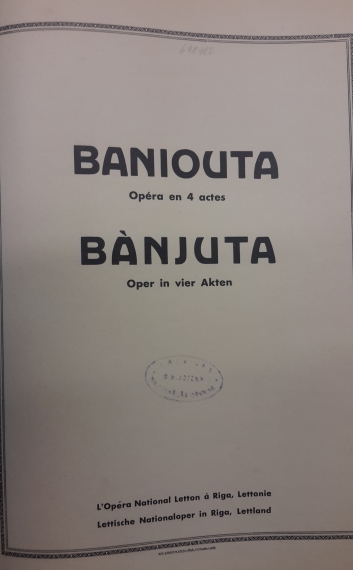 BANIOUTA
Opéra en 4 actes
BÀNJUTA
Oper in vier Akten
L'Opéra National Letton à Riga, Lettonie
Lettische Nationaloper in Riga, Lettland